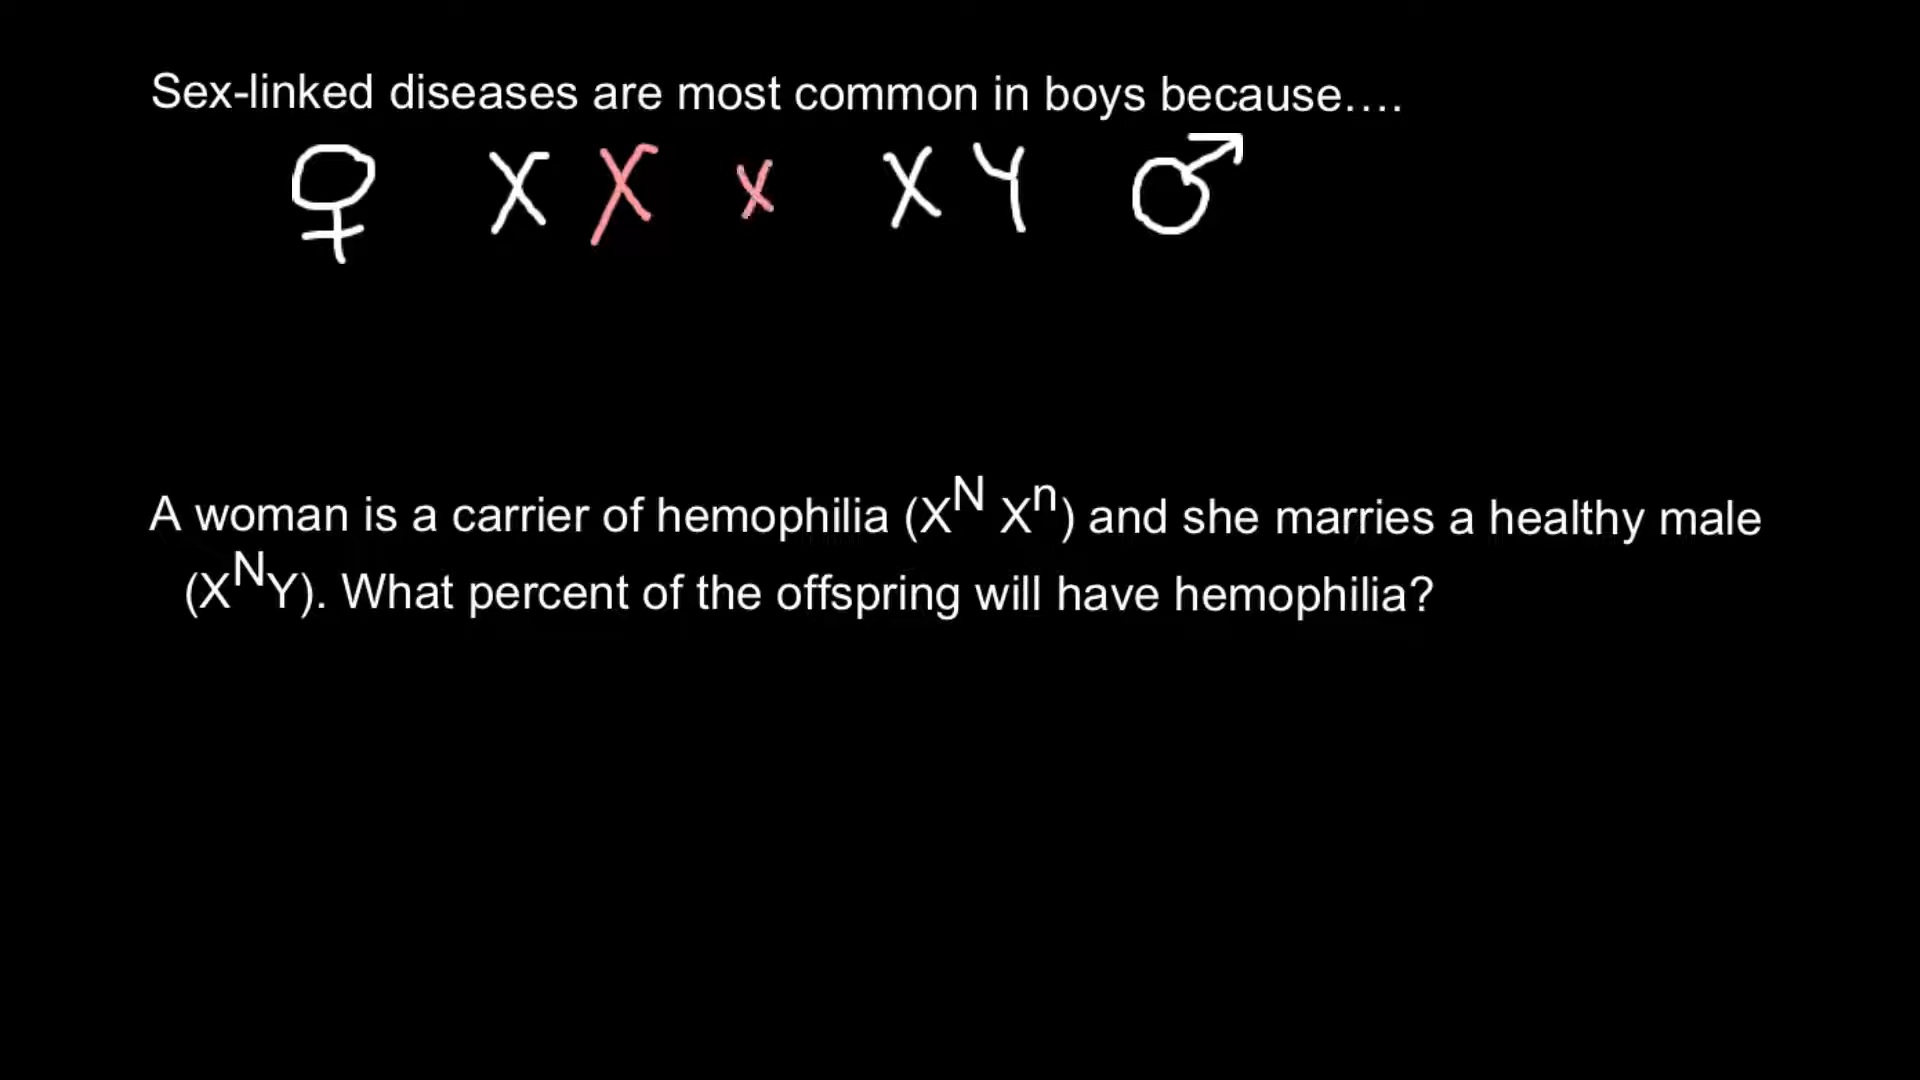 Sex-linked diseases are most common in boys because....
♀ X X x X Y ♂
A woman is a carrier of hemophilia (X^N X^n) and she marries a healthy male
(X^NY). What percent of the offspring will have hemophilia?